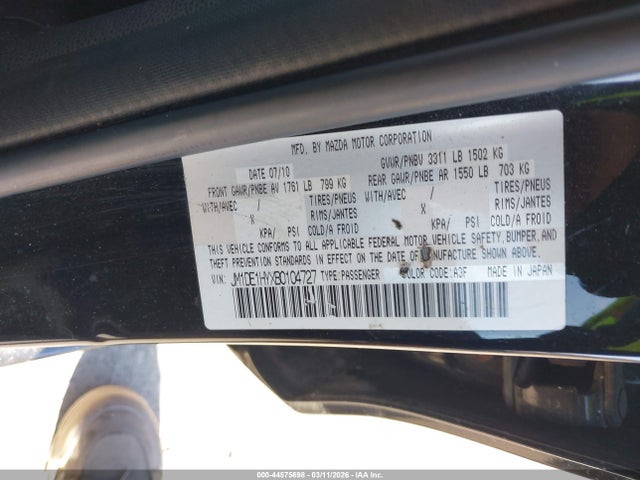 MFD. BY MAZDA MOTOR CORPORATION
DATE 07/10 GVWR/PNBV 3311 LB 1502 KG
FRONT GAWR/PNBE AV 1761 LB 799 KG REAR GAWR/PNBE AR 1550 LB 703 KG
WITH/AVEC / TIRES/PNEUS WITH/AVEC / TIRES/PNEUS
X RIMS/JANTES X RIMS/JANTES
KPA/ PSI COLD/A FROID KPA/ PSI COLD/A FROID
THIS VEHICLE CONFORMS TO ALL APPLICABLE FEDERAL MOTOR VEHICLE SAFETY, BUMPER, AND
THEFT PREVENTION STANDARDS IN EFFECT ON THE DATE OF MANUFACTURE SHOWN ABOVE.
JM1DE1HYXB0104727 TYPE:PASSENGER COLOR CODE:A3F MADE IN JAPAN
000-44575698 - 03/11/2026 - IAA, Inc.